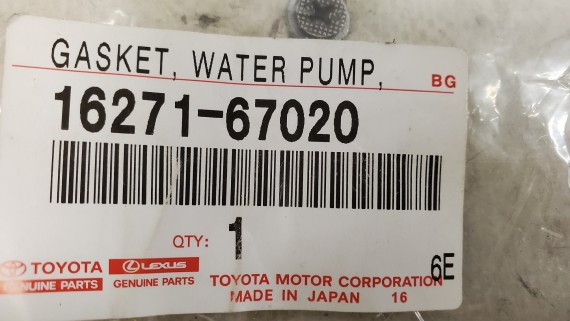 GASKET, WATER PUMP,
BG
16271-67020
QTY: 1
6E
TOYOTA LEXUS
GENUINE PARTS GENUINE PARTS
TOYOTA MOTOR CORPORATION
MADE IN JAPAN 16